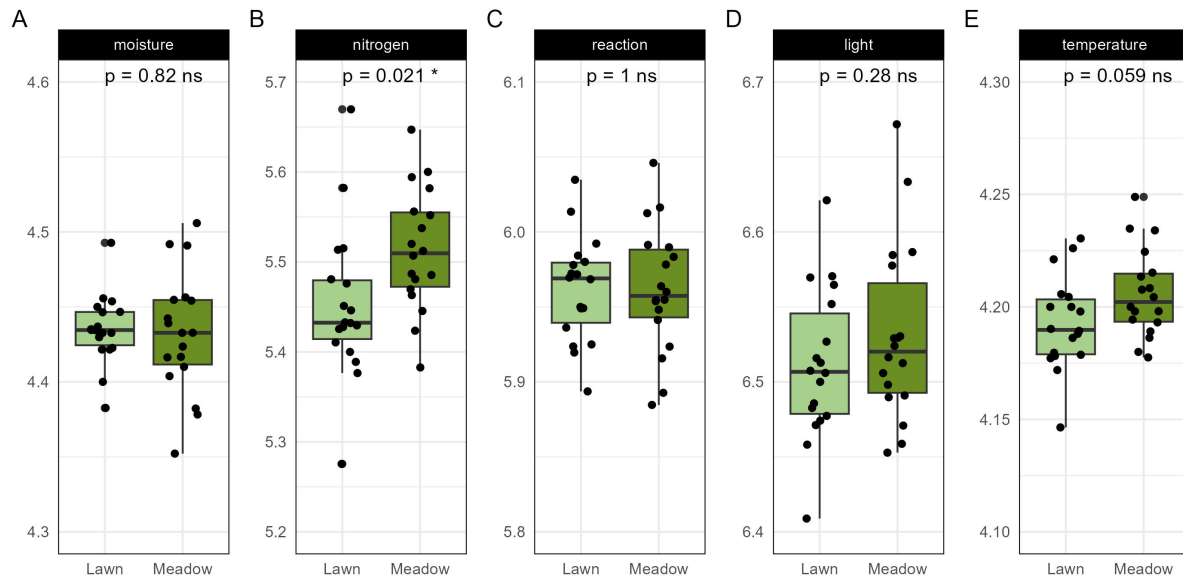 A
moisture
p = 0.82 ns
4.6
4.5
4.4
4.3
Lawn Meadow
B
nitrogen
p = 0.021 *
5.7
5.6
5.5
5.4
5.3
5.2
Lawn Meadow
C
reaction
p = 1 ns
6.1
6.0
5.9
5.8
Lawn Meadow
D
light
p = 0.28 ns
6.7
6.6
6.5
6.4
Lawn Meadow
E
temperature
p = 0.059 ns
4.30
4.25
4.20
4.15
4.10
Lawn Meadow